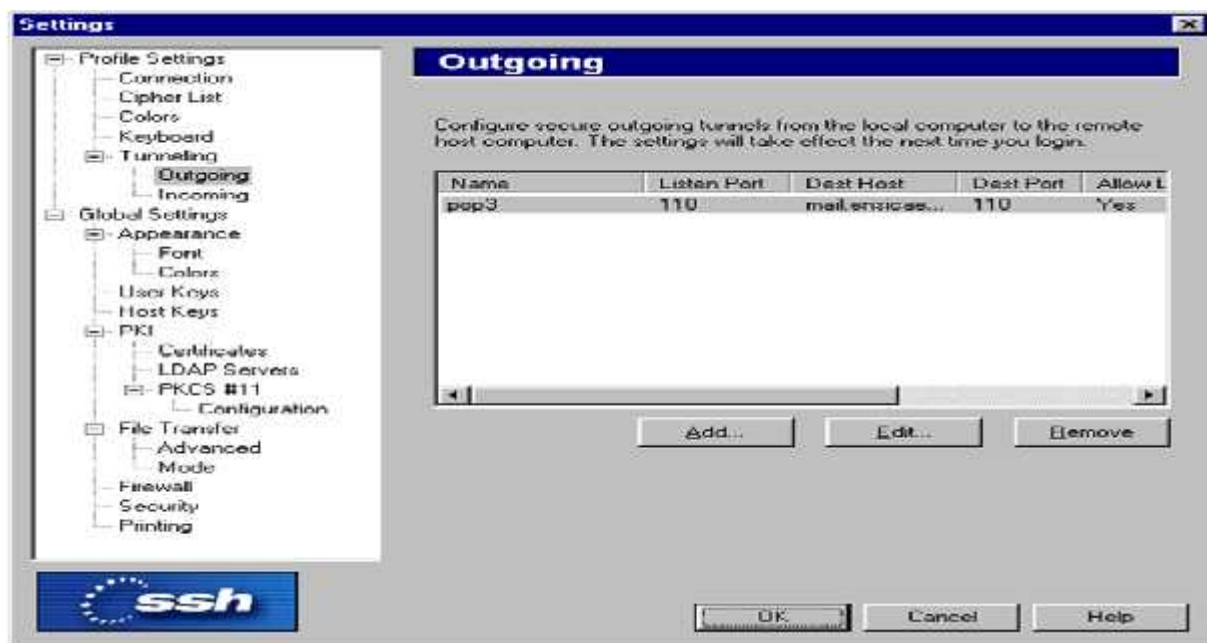 Settings
Profile Settings
Connection
Cipher List
Colors
Keyboard
Tunneling
Outgoing
Incoming
Global Settings
Appearance
Font
Colors
User Keys
Host Keys
PKI
Certificates
LDAP Servers
PKCS #11
Configuration
File Transfer
Advanced
Mode
Firewall
Security
Printing
ssh
Outgoing
Configure secure outgoing tunnels from the local computer to the remote
host computer. The settings will take effect the next time you login.
Name Listen Port Dest Host Dest Port Allow L
pop3 110 mail.ensicae... 110 Yes
Add... Edit... Remove
OK Cancel Help